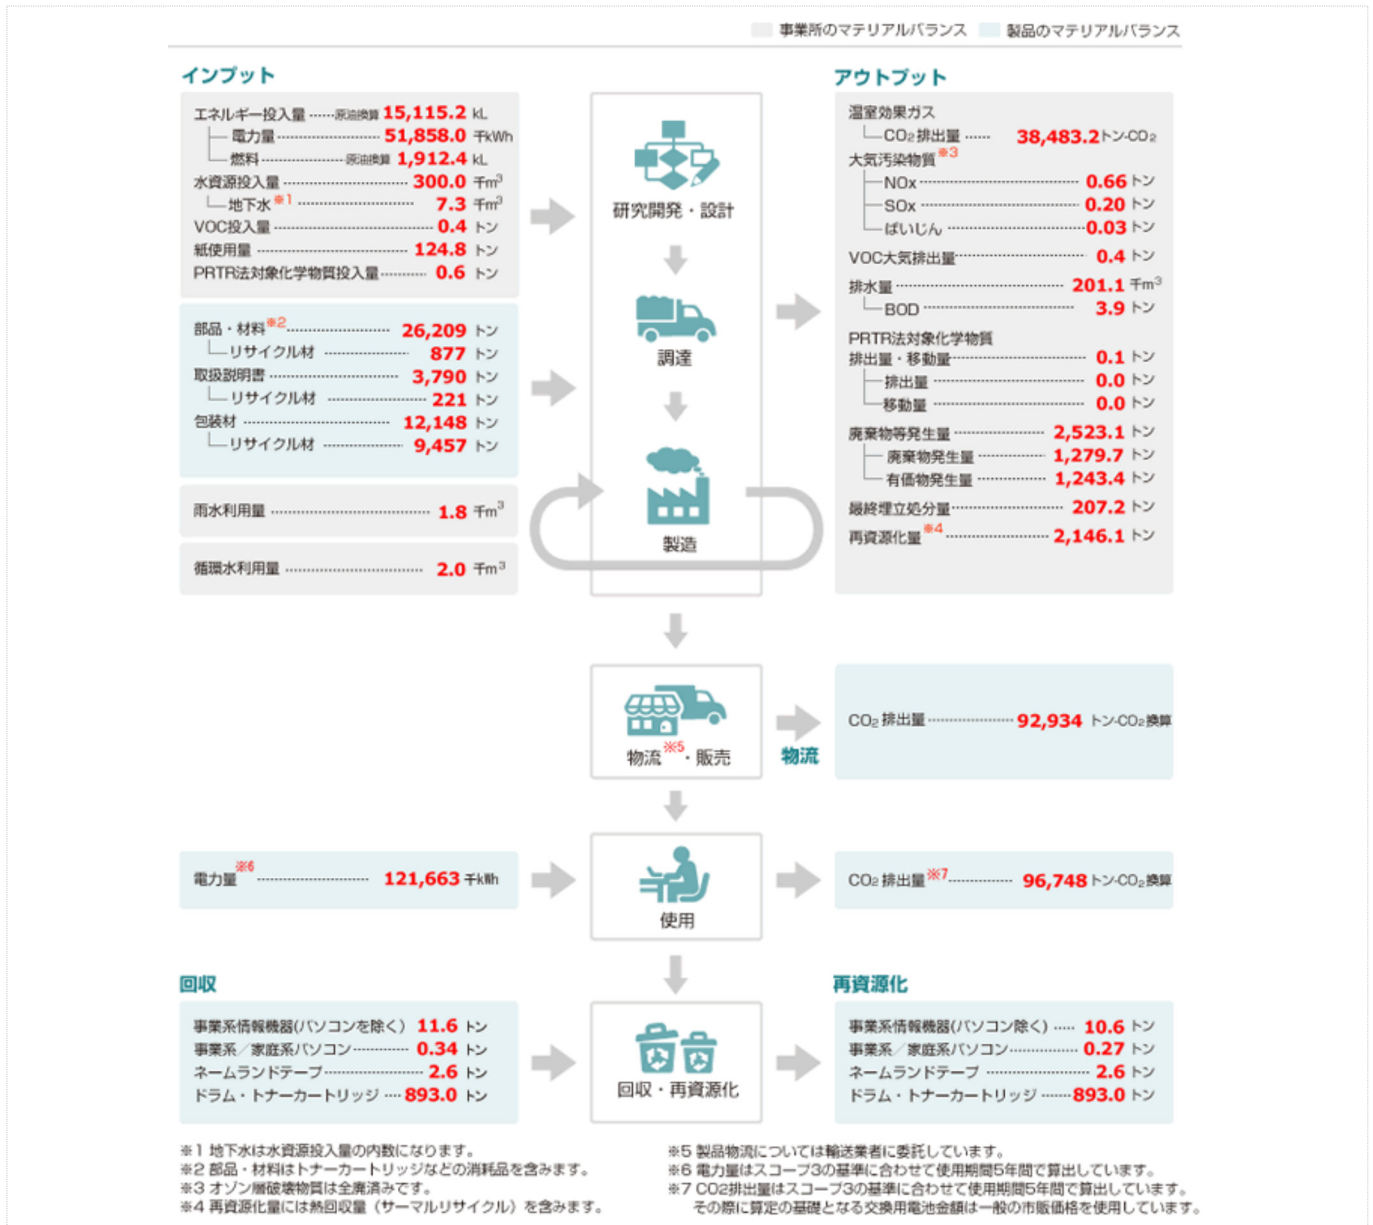 事業所のマテリアルバランス 製品のマテリアルバランス
インプット
エネルギー投入量 ······原油換算 15,115.2 kL
電力量 51,858.0 千kWh
燃料 原油換算 1,912.4 kL
水資源投入量 300.0 千m³
地下水※1 7.3 千m³
VOC投入量 0.4 トン
紙使用量 124.8 トン
PRTR法対象化学物質投入量 0.6 トン
部品・材料※2 26,209 トン
リサイクル材 877 トン
取扱説明書 3,790 トン
リサイクル材 221 トン
包装材 12,148 トン
リサイクル材 9,457 トン
雨水利用量 1.8 千m³
循環水利用量 2.0 千m³
研究開発・設計
調達
製造
アウトプット
温室効果ガス
CO₂排出量 38,483.2トン-CO₂
大気汚染物質※3
NOx 0.66 トン
SOx 0.20 トン
ばいじん 0.03 トン
VOC大気排出量 0.4 トン
排水量 201.1 千m³
BOD 3.9 トン
PRTR法対象化学物質
排出量・移動量 0.1 トン
排出量 0.0 トン
移動量 0.0 トン
廃棄物等発生量 2,523.1 トン
廃棄物発生量 1,279.7 トン
有価物発生量 1,243.4 トン
最終埋立処分量 207.2 トン
再資源化量※4 2,146.1 トン
物流※5・販売
物流
CO₂排出量 92,934 トン-CO₂換算
電力量※6 121,663 千kWh
使用
CO₂排出量※7 96,748 トン-CO₂換算
回収
事業系情報機器(パソコンを除く) 11.6 トン
事業系／家庭系パソコン 0.34 トン
ネームランドテープ 2.6 トン
ドラム・トナーカートリッジ 893.0 トン
回収・再資源化
再資源化
事業系情報機器(パソコン除く) 10.6 トン
事業系／家庭系パソコン 0.27 トン
ネームランドテープ 2.6 トン
ドラム・トナーカートリッジ 893.0 トン
※1 地下水は水資源投入量の内数になります。
※2 部品・材料はトナーカートリッジなどの消耗品を含みます。
※3 オゾン層破壊物質は全廃済みです。
※4 再資源化量には熱回収量（サーマルリサイクル）を含みます。
※5 製品物流については輸送業者に委託しています。
※6 電力量はスコープ3の基準に合わせて使用期間5年間で算出しています。
※7 CO2排出量はスコープ3の基準に合わせて使用期間5年間で算出しています。
その際に算定の基礎となる交換用電池金額は一般の市販価格を使用しています。